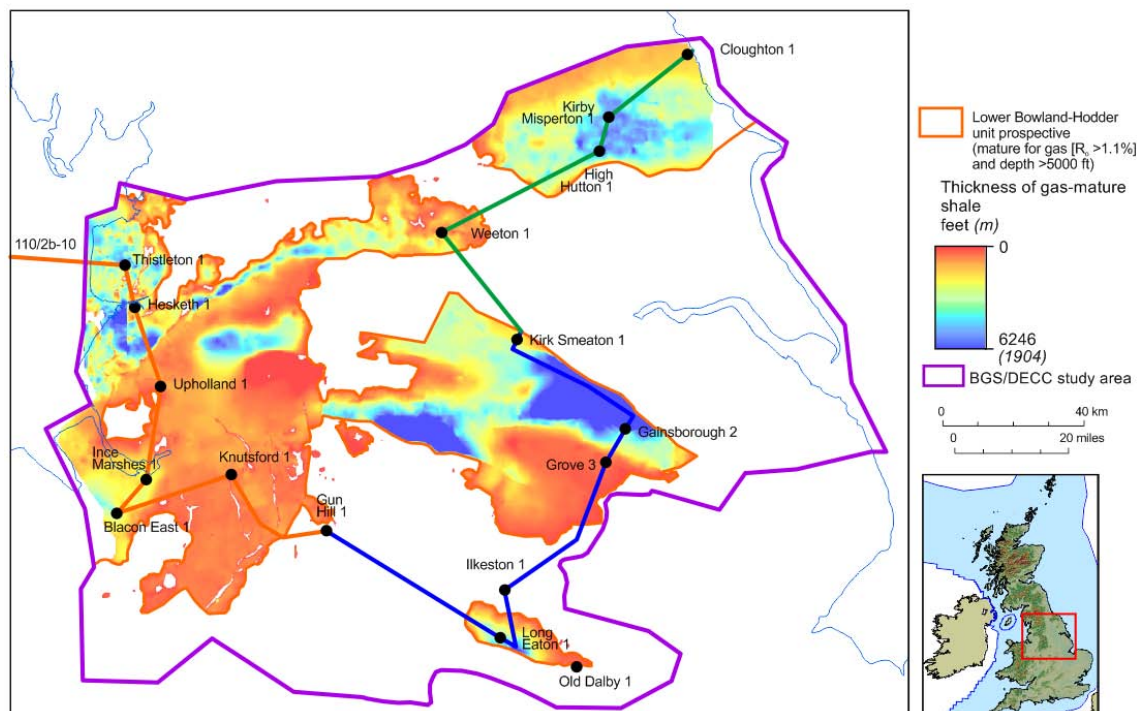 Cloughton 1
Kirby
Misperton 1
High
Hutton 1
Weeton 1
110/2b-10
Thistleton 1
Hesketh 1
Kirk Smeaton 1
Upholland 1
Gainsborough 2
Ince
Marshes 1
Knutsford 1
Grove 3
Gun
Hill 1
Blacon East 1
Ilkeston 1
Long
Eaton 1
Old Dalby 1
Lower Bowland-Hodder
unit prospective
(mature for gas [Ro >1.1%]
and depth >5000 ft)
Thickness of gas-mature
shale
feet (m)
0
6246
(1904)
BGS/DECC study area
0 40 km
0 20 miles